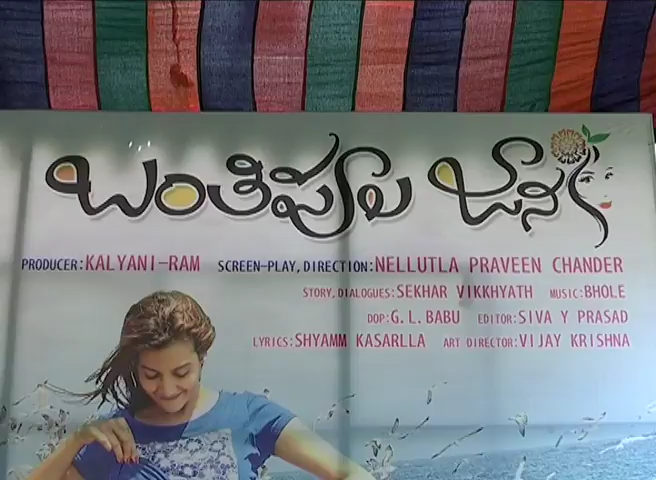 బంతిపూల జానకి
PRODUCER:KALYANI-RAM SCREEN-PLAY, DIRECTION:NELLUTLA PRAVEEN CHANDER
STORY, DIALOGUES:SEKHAR VIKKHYATH MUSIC:BHOLE
DOP:G. L. BABU EDITOR:SIVA Y PRASAD
LYRICS:SHYAMM KASARLLA ART DIRECTOR:VIJAY KRISHNA